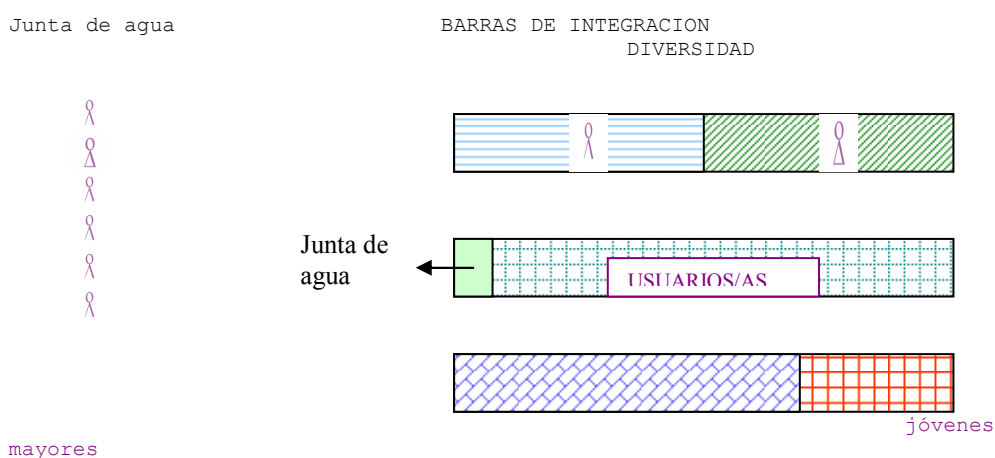 Junta de agua
BARRAS DE INTEGRACION
DIVERSIDAD
Junta de
agua
USUARIOS/AS
jóvenes
mayores